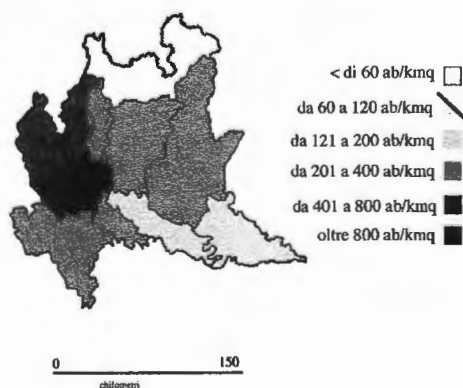 < di 60 ab/kmq
da 60 a 120 ab/kmq
da 121 a 200 ab/kmq
da 201 a 400 ab/kmq
da 401 a 800 ab/kmq
oltre 800 ab/kmq
0 150
chilometri